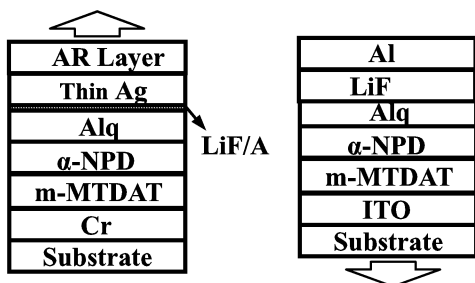 AR Layer
Thin Ag
Alq
α-NPD
m-MTDAT
Cr
Substrate
LiF/A
Al
LiF
Alq
α-NPD
m-MTDAT
ITO
Substrate